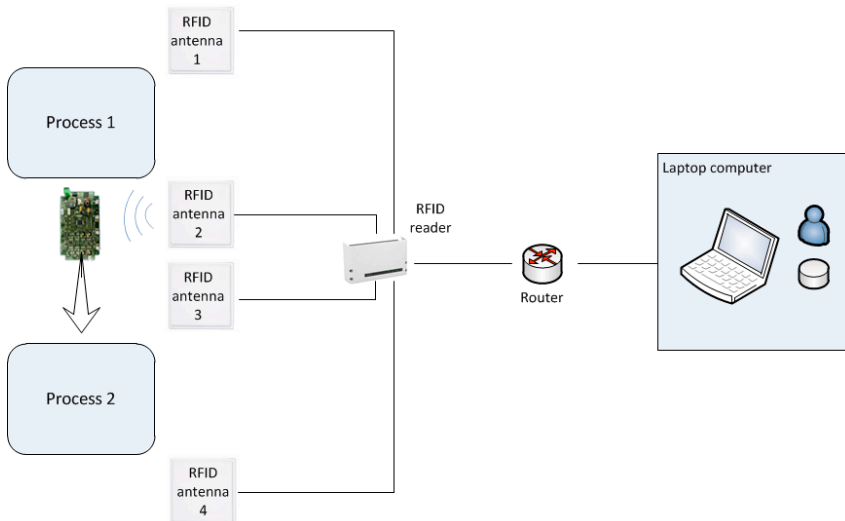 RFID
antenna
1
Process 1
RFID
antenna
2
RFID
reader
Laptop computer
RFID
antenna
3
Router
Process 2
RFID
antenna
4